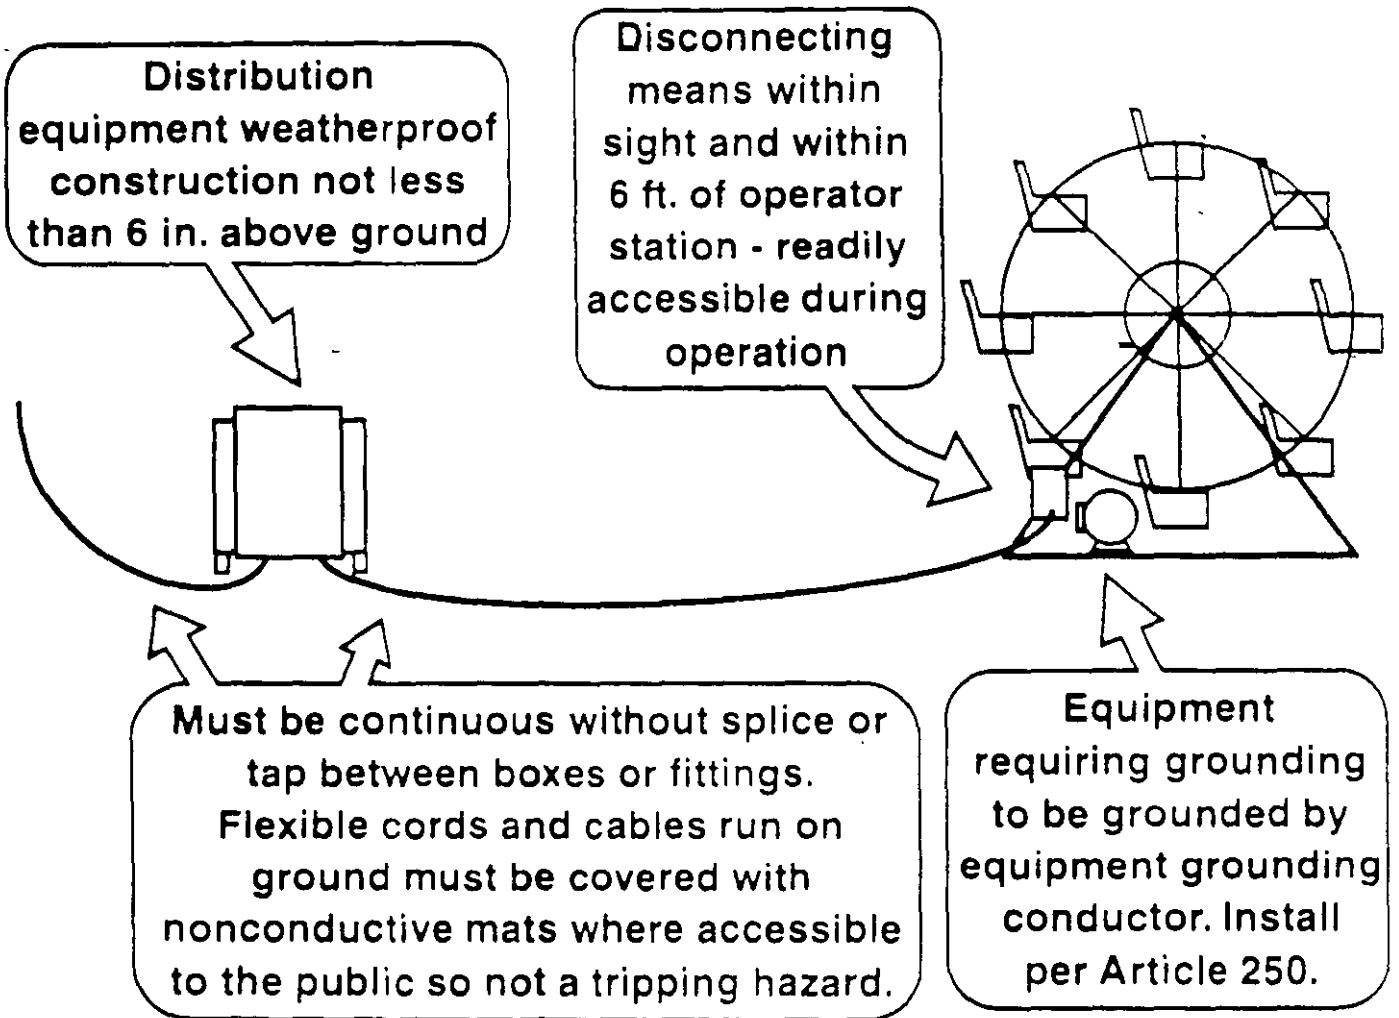 Distribution
equipment weatherproof
construction not less
than 6 in. above ground
Disconnecting
means within
sight and within
6 ft. of operator
station - readily
accessible during
operation
Must be continuous without splice or
tap between boxes or fittings.
Flexible cords and cables run on
ground must be covered with
nonconductive mats where accessible
to the public so not a tripping hazard.
Equipment
requiring grounding
to be grounded by
equipment grounding
conductor. Install
per Article 250.